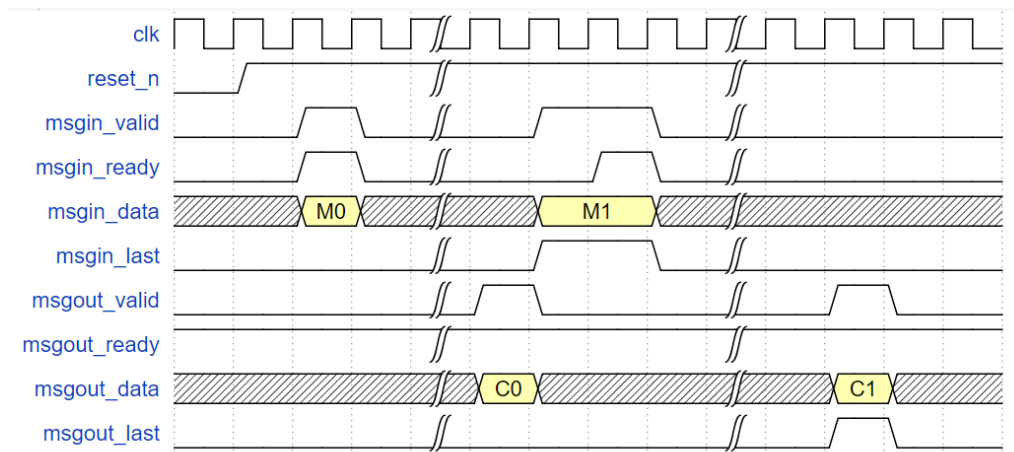 clk
reset_n
msgin_valid
msgin_ready
msgin_data M0 M1
msgin_last
msgout_valid
msgout_ready
msgout_data C0 C1
msgout_last